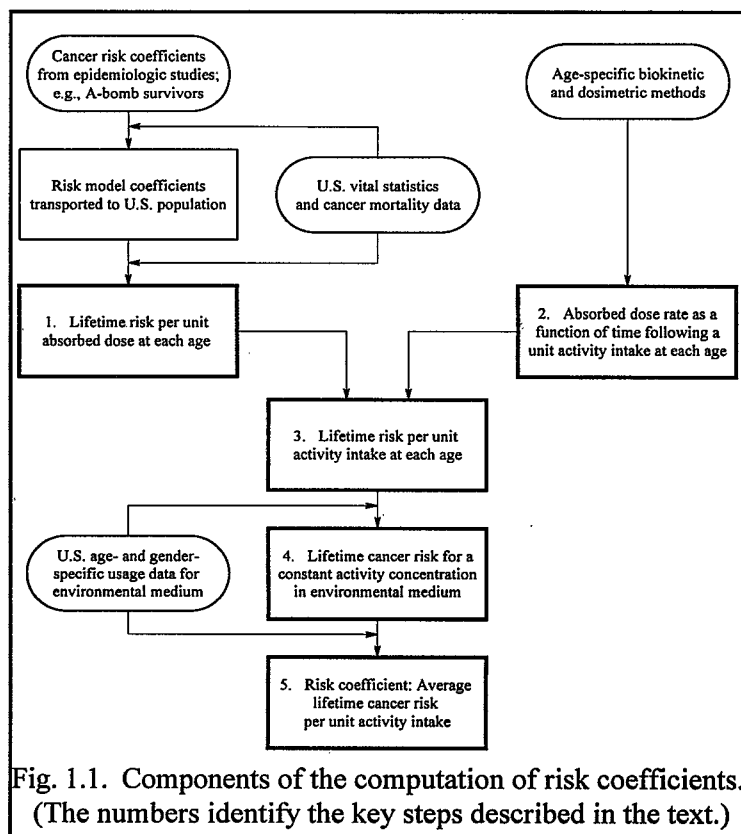 Cancer risk coefficients
from epidemiologic studies;
e.g., A-bomb survivors
Age-specific biokinetic
and dosimetric methods
Risk model coefficients
transported to U.S. population
U.S. vital statistics
and cancer mortality data
1. Lifetime risk per unit
absorbed dose at each age
2. Absorbed dose rate as a
function of time following a
unit activity intake at each age
3. Lifetime risk per unit
activity intake at each age
U.S. age- and gender-
specific usage data for
environmental medium
4. Lifetime cancer risk for a
constant activity concentration
in environmental medium
5. Risk coefficient: Average
lifetime cancer risk
per unit activity intake
Fig. 1.1. Components of the computation of risk coefficients.
(The numbers identify the key steps described in the text.)